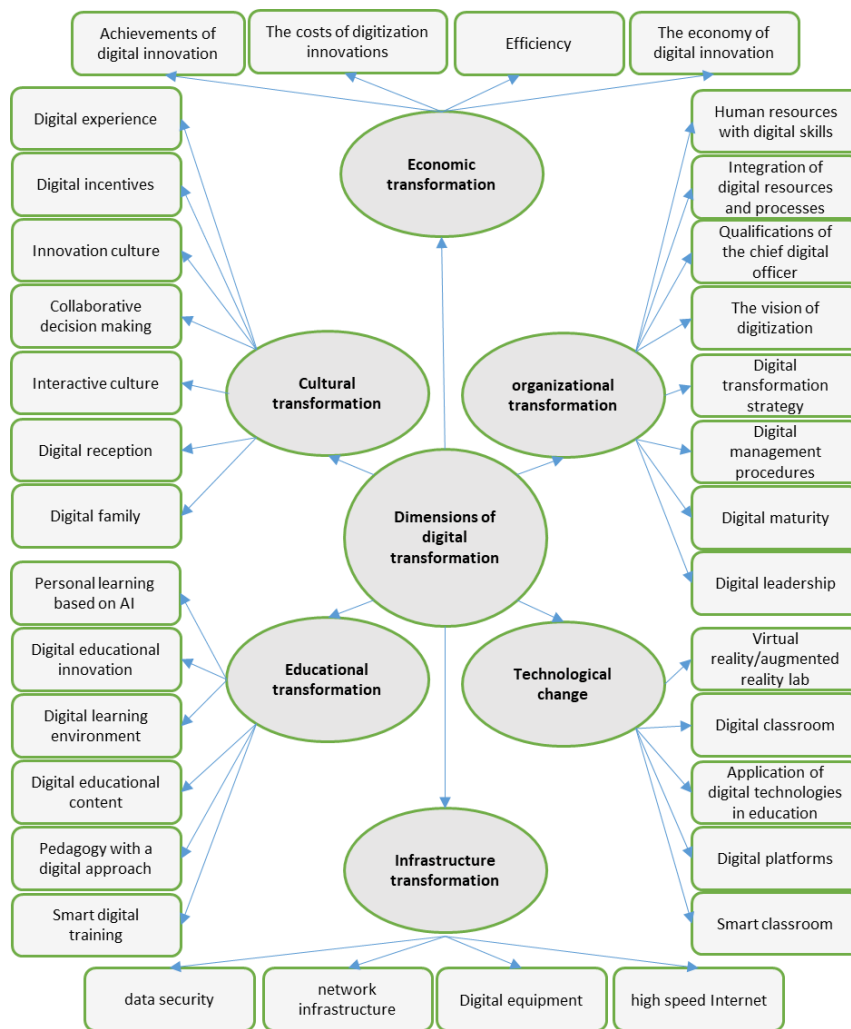 Achievements of
digital innovation
The costs of digitization
innovations
Efficiency
The economy of
digital innovation
Economic
transformation
Digital experience
Digital incentives
Innovation culture
Collaborative
decision making
Interactive culture
Digital reception
Digital family
Cultural
transformation
Human resources
with digital skills
Integration of
digital resources
and processes
Qualifications of
the chief digital
officer
The vision of
digitization
Digital
transformation
strategy
Digital
management
procedures
Digital maturity
Digital leadership
organizational
transformation
Dimensions of
digital
transformation
Personal learning
based on AI
Digital educational
innovation
Digital learning
environment
Digital educational
content
Pedagogy with a
digital approach
Smart digital
training
Educational
transformation
Technological
change
Virtual
reality/augmented
reality lab
Digital classroom
Application of
digital technologies
in education
Digital platforms
Smart classroom
Infrastructure
transformation
data security
network
infrastructure
Digital equipment
high speed Internet